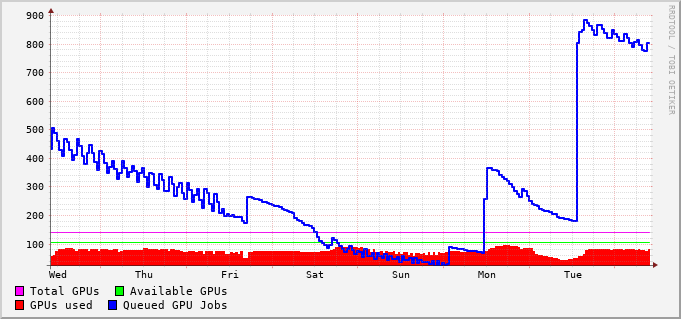 900
800
700
600
500
400
300
200
100
Wed Thu Fri Sat Sun Mon Tue
Total GPUs Available GPUs
GPUs used Queued GPU Jobs
RRDTOOL / TOBI OETIKER